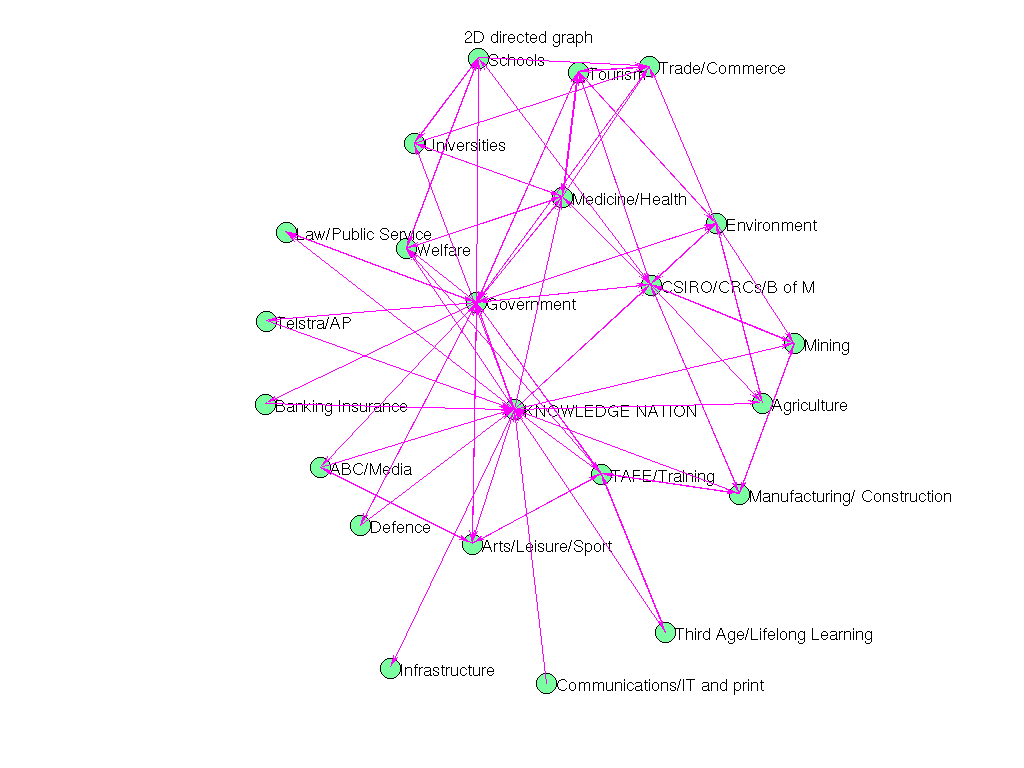 2D directed graph
Schools
Tourism
Trade/Commerce
Universities
Medicine/Health
Environment
Law/Public Service
Welfare
CSIRO/CRCs/B of M
Government
Telstra/AP
Mining
Banking Insurance
KNOWLEDGE NATION
Agriculture
ABC/Media
TAFE/Training
Manufacturing/ Construction
Defence
Arts/Leisure/Sport
Third Age/Lifelong Learning
Infrastructure
Communications/IT and print